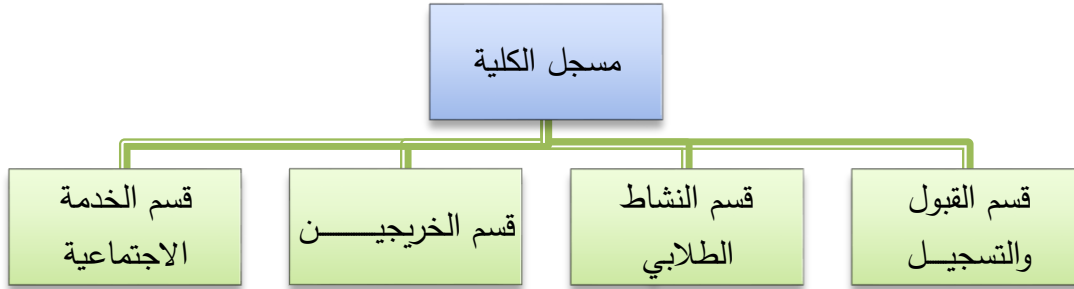 مسجل الكلية
قسم القبول
والتسجيـــل
قسم النشاط
الطلابي
قسم الخريجيـــــــن
قسم الخدمة
الاجتماعية